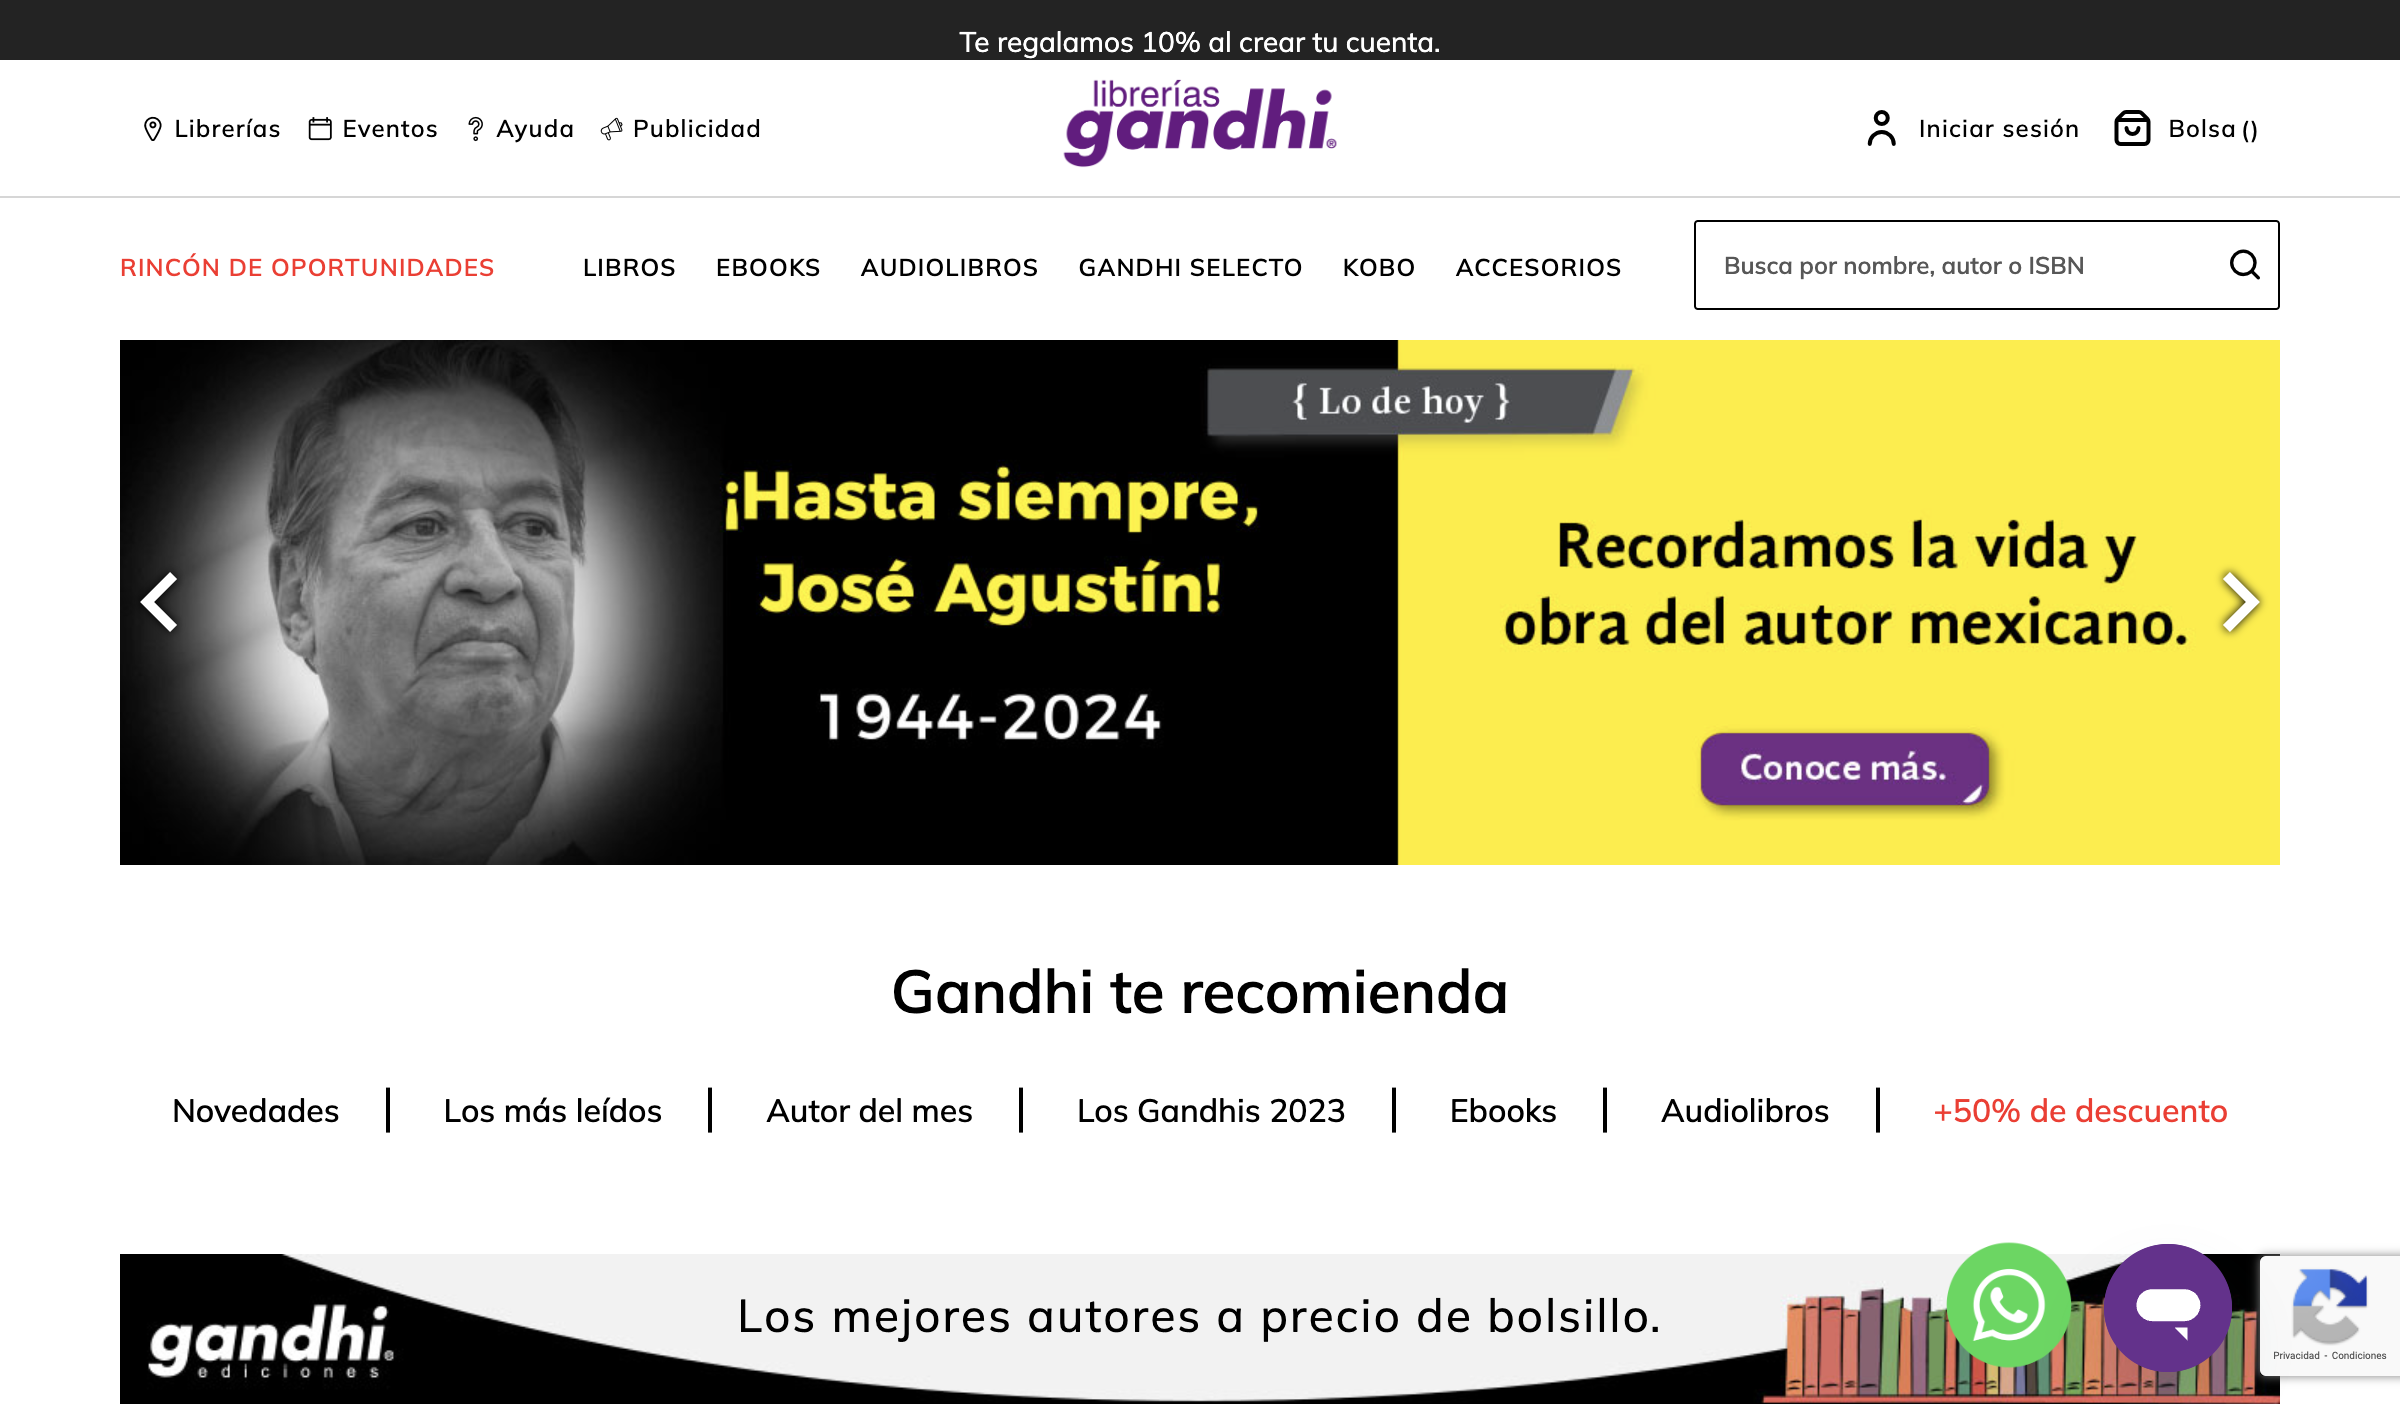 Te regalamos 10% al crear tu cuenta.
Librerías
Eventos
Ayuda
Publicidad
librerías
gandhi®
Iniciar sesión
Bolsa ()
RINCÓN DE OPORTUNIDADES
LIBROS
EBOOKS
AUDIOLIBROS
GANDHI SELECTO
KOBO
ACCESORIOS
Busca por nombre, autor o ISBN
{ Lo de hoy }
¡Hasta siempre,
José Agustín!
1944-2024
Recordamos la vida y
obra del autor mexicano.
Conoce más.
Gandhi te recomienda
Novedades
Los más leídos
Autor del mes
Los Gandhis 2023
Ebooks
Audiolibros
+50% de descuento
gandhi®
ediciones
Los mejores autores a precio de bolsillo.
Privacidad - Condiciones